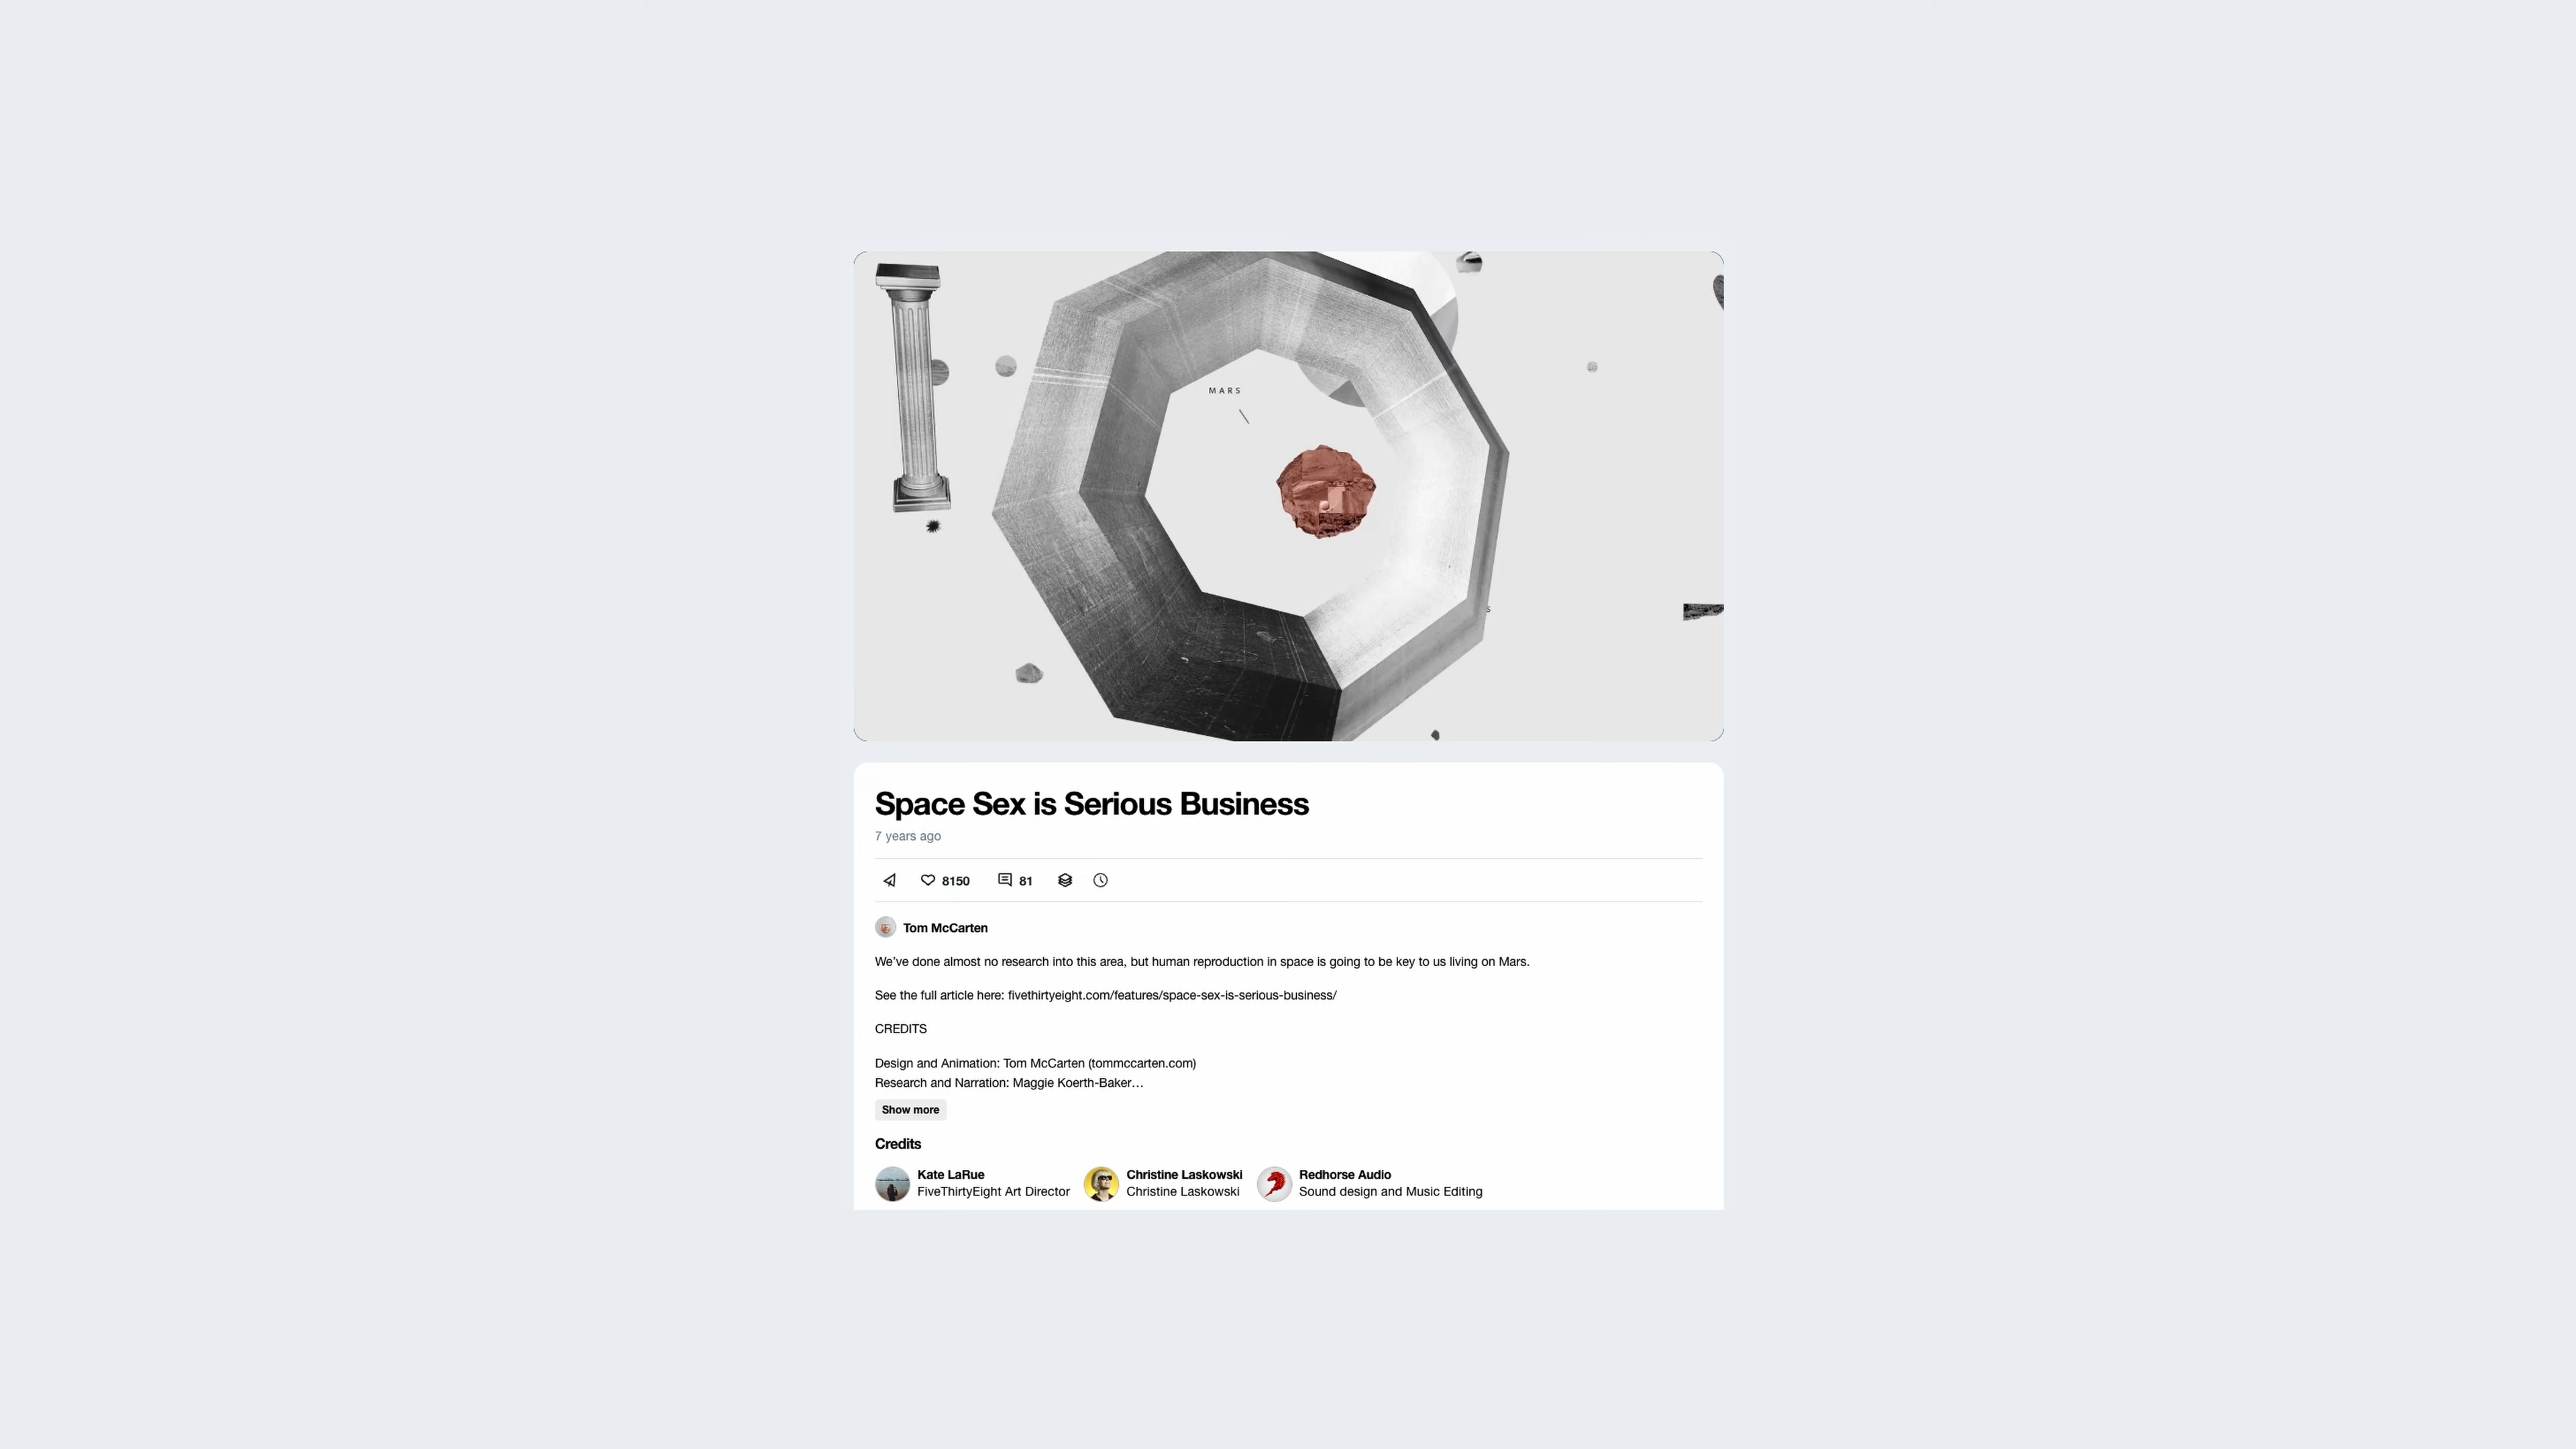 MARS
S
Space Sex is Serious Business
7 years ago
8150 81
Tom McCarten
We've done almost no research into this area, but human reproduction in space is going to be key to us living on Mars.
See the full article here: fivethirtyeight.com/features/space-sex-is-serious-business/
CREDITS
Design and Animation: Tom McCarten (tommccarten.com)
Research and Narration: Maggie Koerth-Baker…
Show more
Credits
Kate LaRue
FiveThirtyEight Art Director
Christine Laskowski
Christine Laskowski
Redhorse Audio
Sound design and Music Editing